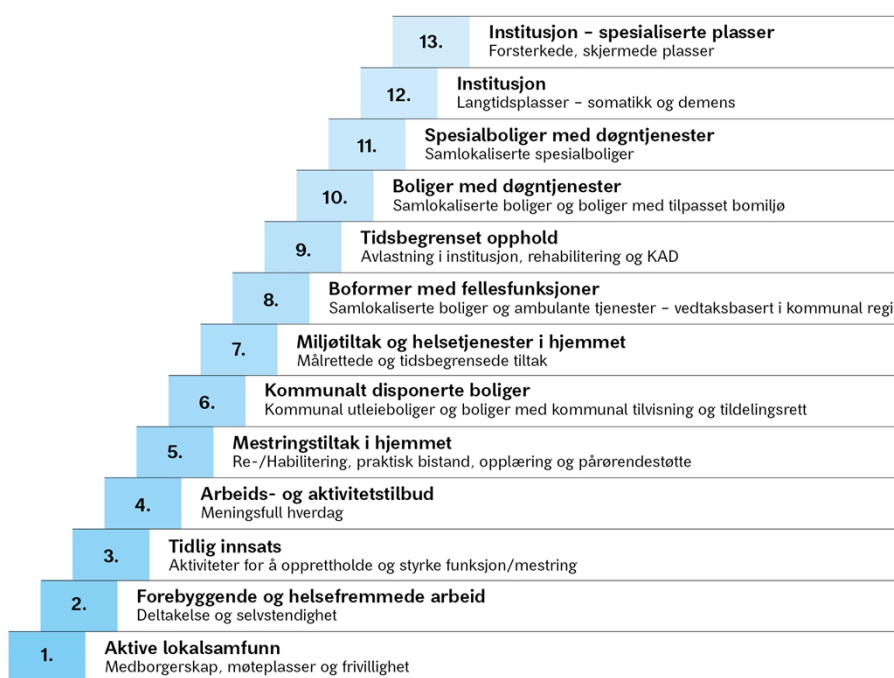 13.
Institusjon – spesialiserte plasser
Forsterkede, skjermede plasser
12.
Institusjon
Langtidsplasser – somatikk og demens
11.
Spesialboliger med døgntjenester
Samlokaliserte spesialboliger
10.
Boliger med døgntjenester
Samlokaliserte boliger og boliger med tilpasset bomiljø
9.
Tidsbegrenset opphold
Avlastning i institusjon, rehabilitering og KAD
8.
Boformer med fellesfunksjoner
Samlokaliserte boliger og ambulante tjenester – vedtaksbasert i kommunal regi
7.
Miljøtiltak og helsetjenester i hjemmet
Målrettede og tidsbegrensede tiltak
6.
Kommunalt disponerte boliger
Kommunal utleieboliger og boliger med kommunal tilvisning og tildelingsrett
5.
Mestringstiltak i hjemmet
Re-/Habilitering, praktisk bistand, opplæring og pårørendestøtte
4.
Arbeids- og aktivitetstilbud
Meningsfull hverdag
3.
Tidlig innsats
Aktiviteter for å opprettholde og styrke funksjon/mestring
2.
Forebyggende og helsefremmede arbeid
Deltakelse og selvstendighet
1.
Aktive lokalsamfunn
Medborgerskap, møteplasser og frivillighet